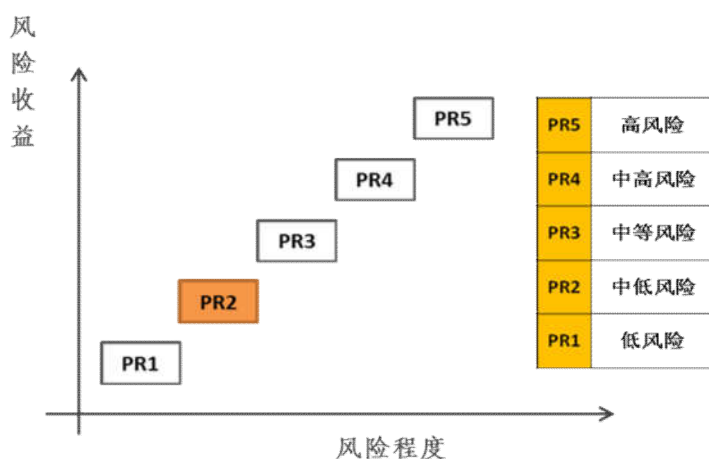 风险收益
PR5
PR4
PR3
PR2
PR1
风险程度
PR5 高风险
PR4 中高风险
PR3 中等风险
PR2 中低风险
PR1 低风险